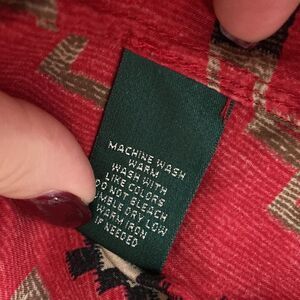 MACHINE WASH
WARM
WASH WITH
LIKE COLORS
DO NOT BLEACH
TUMBLE DRY LOW
WARM IRON
IF NEEDED